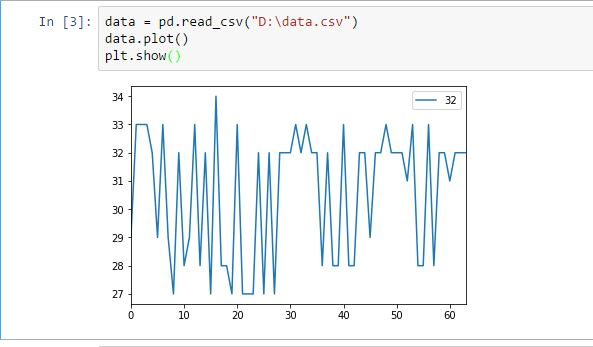 In [3]: data = pd.read_csv("D:\data.csv")
data.plot()
plt.show()
32
34
33
32
31
30
29
28
27
0 10 20 30 40 50 60